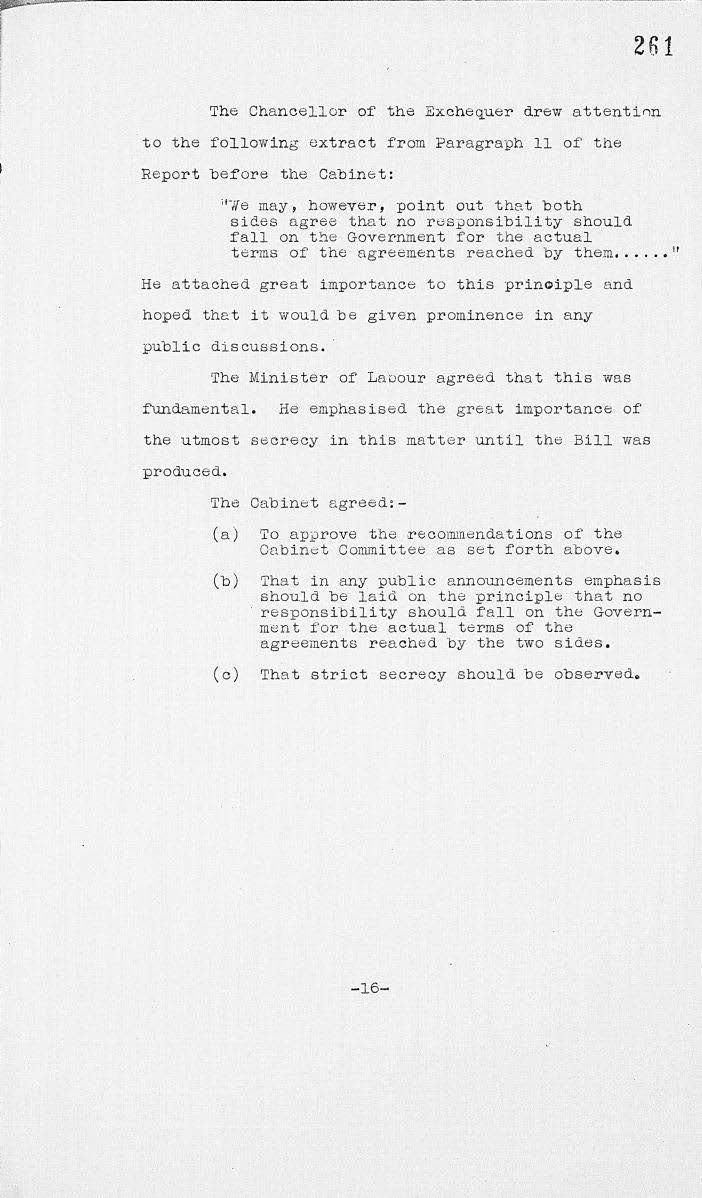 261
The Chancellor of the Exchequer drew attention
to the following extract from Paragraph 11 of the
Report before the Cabinet:
"We may, however, point out that both
sides agree that no responsibility should
fall on the Government for the actual
terms of the agreements reached by them......"
He attached great importance to this principle and
hoped that it would be given prominence in any
public discussions.
The Minister of Labour agreed that this was
fundamental. He emphasised the great importance of
the utmost secrecy in this matter until the Bill was
produced.
The Cabinet agreed:-
(a) To approve the recommendations of the
Cabinet Committee as set forth above.
(b) That in any public announcements emphasis
should be laid on the principle that no
responsibility should fall on the Govern-
ment for the actual terms of the
agreements reached by the two sides.
(c) That strict secrecy should be observed.
-16-